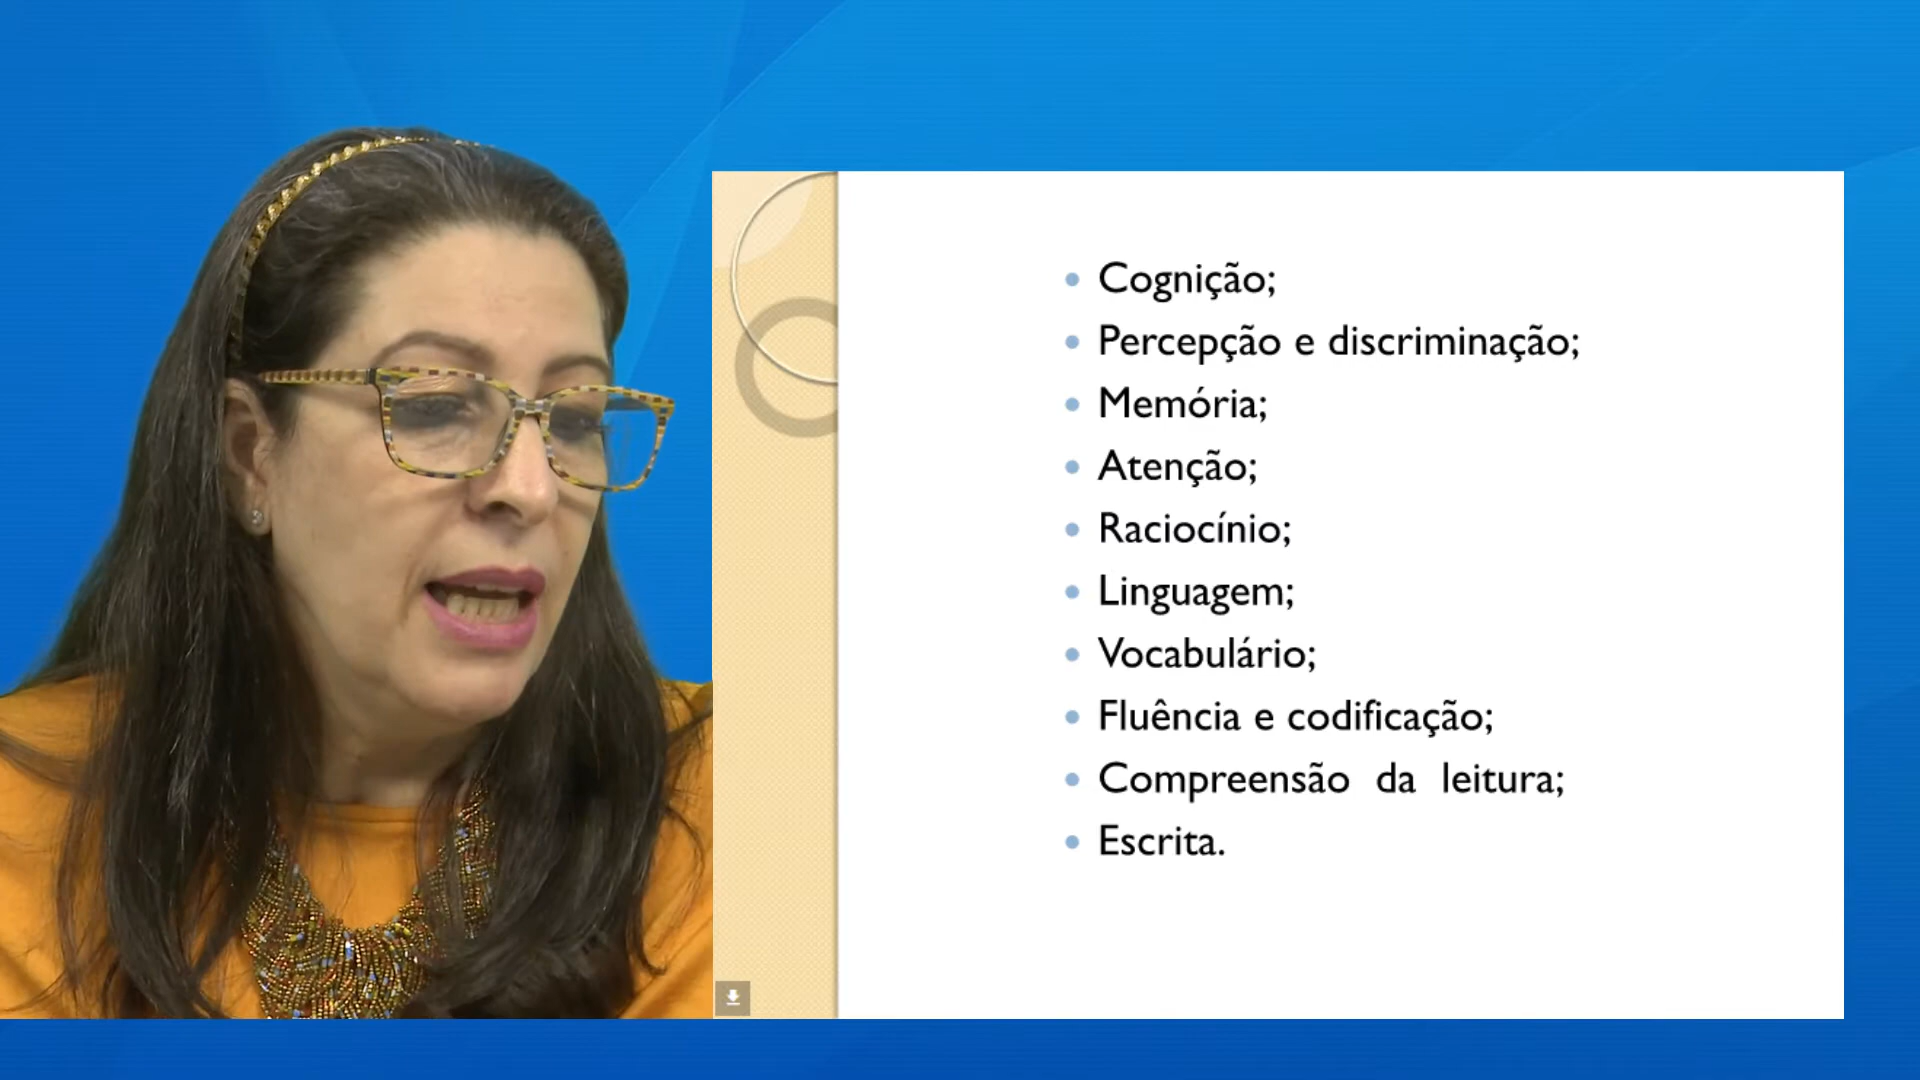 Cognição;
Percepção e discriminação;
Memória;
Atenção;
Raciocínio;
Linguagem;
Vocabulário;
Fluência e codificação;
Compreensão da leitura;
Escrita.